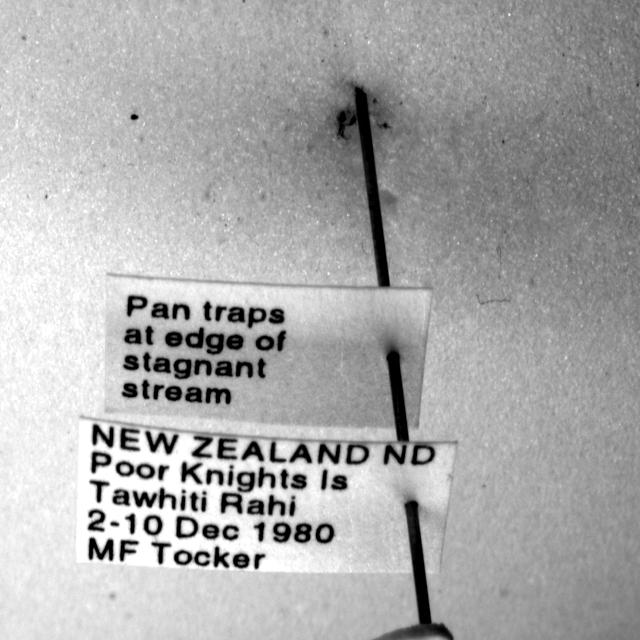 Pan traps
at edge of
stagnant
stream
NEW ZEALAND ND
Poor Knights Is
Tawhiti Rahi
2-10 Dec 1980
MF Tocker